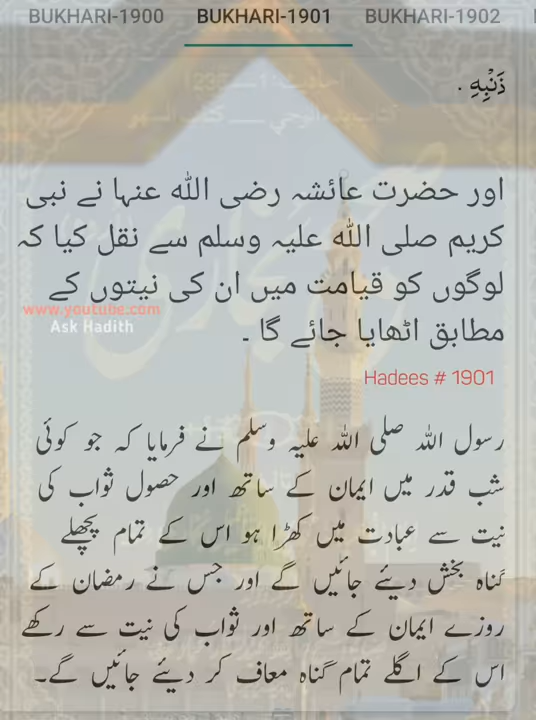 BUKHARI-1900 BUKHARI-1901 BUKHARI-1902
ذَنْبِهِ .
اور حضرت عائشہ رضی اللہ عنہا نے نبی
کریم صلی اللہ علیہ وسلم سے نقل کیا کہ
لوگوں کو قیامت میں ان کی نیتوں کے
مطابق اٹھایا جائے گا ۔
www.youtube.com
Ask Hadith
Hadees # 1901
رسول اللہ صلی اللہ علیہ وسلم نے فرمایا کہ جو کوئی
شب قدر میں ایمان کے ساتھ اور حصول ثواب کی
نیت سے عبادت میں کھڑا ہو اس کے تمام پچھلے
گناہ بخش دیئے جائیں گے اور جس نے رمضان کے
روزے ایمان کے ساتھ اور ثواب کی نیت سے رکھے
اس کے اگلے تمام گناہ معاف کر دیئے جائیں گے۔